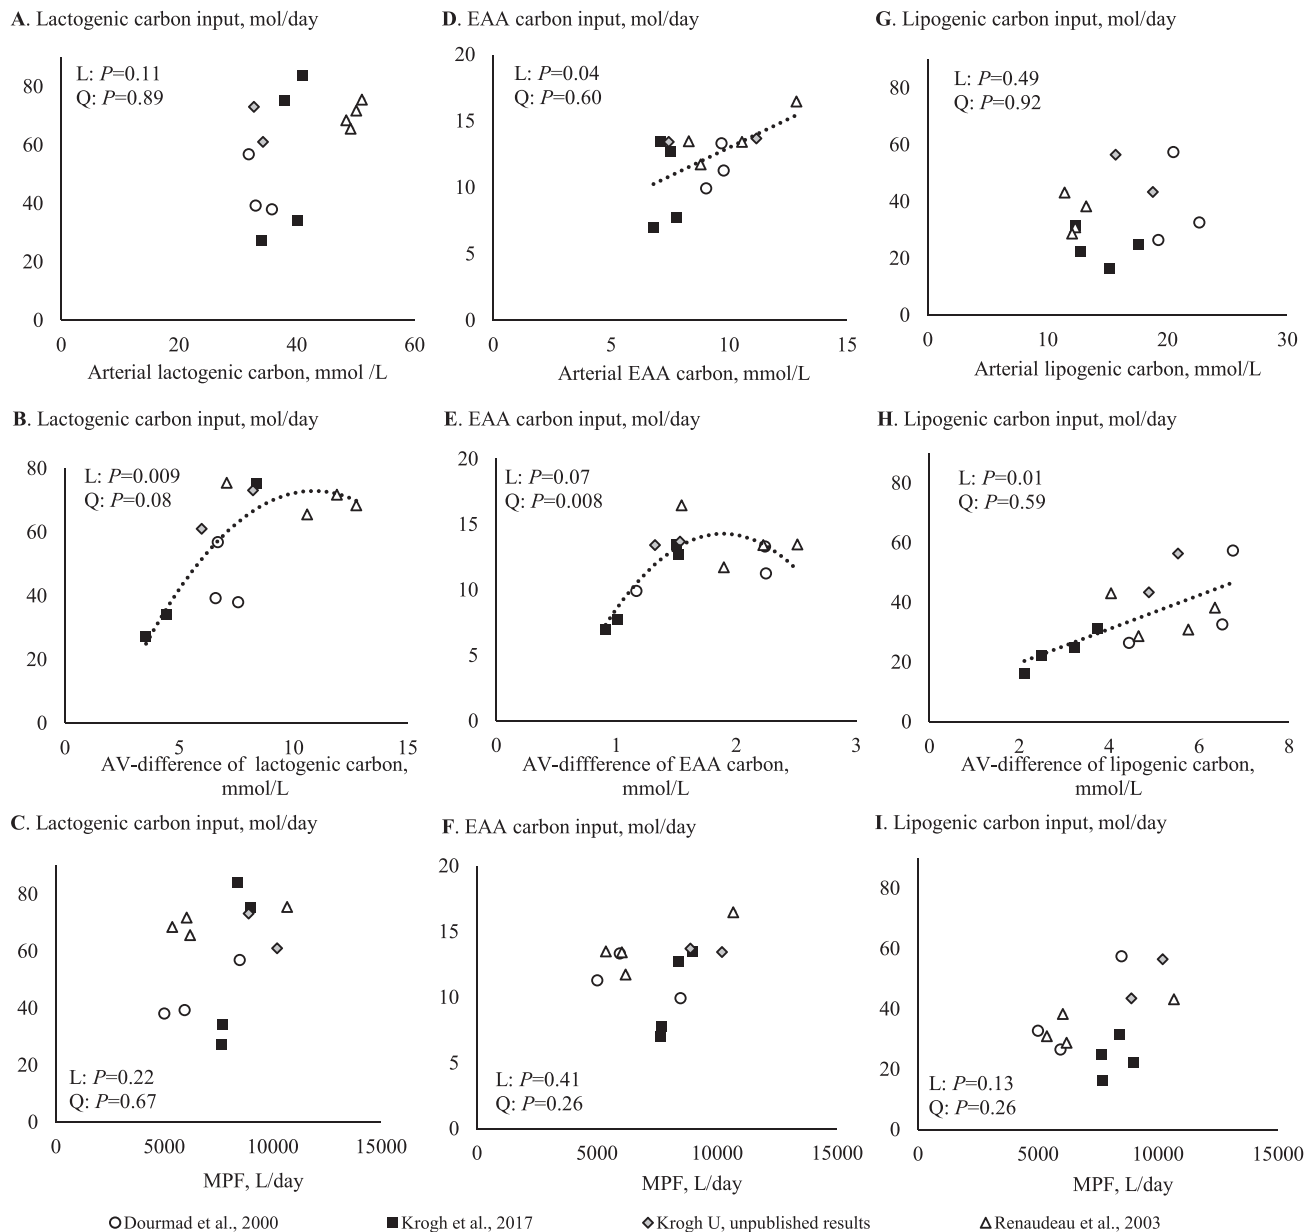 A. Lactogenic carbon input, mol/day
L: P=0.11
Q: P=0.89
80
60
40
20
0
0 20 40 60
Arterial lactogenic carbon, mmol /L
D. EAA carbon input, mol/day
20
L: P=0.04
Q: P=0.60
15
10
5
0
0 5 10 15
Arterial EAA carbon, mmol/L
G. Lipogenic carbon input, mol/day
L: P=0.49
Q: P=0.92
80
60
40
20
0
0 10 20 30
Arterial lipogenic carbon, mmol/L
B. Lactogenic carbon input, mol/day
80
L: P=0.009
Q: P=0.08
60
40
20
0
0 5 10 15
AV-difference of lactogenic carbon,
mmol/L
E. EAA carbon input, mol/day
20
L: P=0.07
Q: P=0.008
15
10
5
0
0 1 2 3
AV-diffference of EAA carbon,
mmol/L
H. Lipogenic carbon input, mol/day
L: P=0.01
Q: P=0.59
80
60
40
20
0
0 2 4 6 8
AV-difference of lipogenic carbon,
mmol/L
C. Lactogenic carbon input, mol/day
80
60
40
20
0
L: P=0.22
Q: P=0.67
0 5000 10000 15000
MPF, L/day
F. EAA carbon input, mol/day
20
15
10
5
0
L: P=0.41
Q: P=0.26
0 5000 10000 15000
MPF, L/day
I. Lipogenic carbon input, mol/day
80
60
40
20
0
L: P=0.13
Q: P=0.26
0 5000 10000 15000
MPF, L/day
Dourmad et al., 2000 Krogh et al., 2017 Krogh U, unpublished results Renaudeau et al., 2003